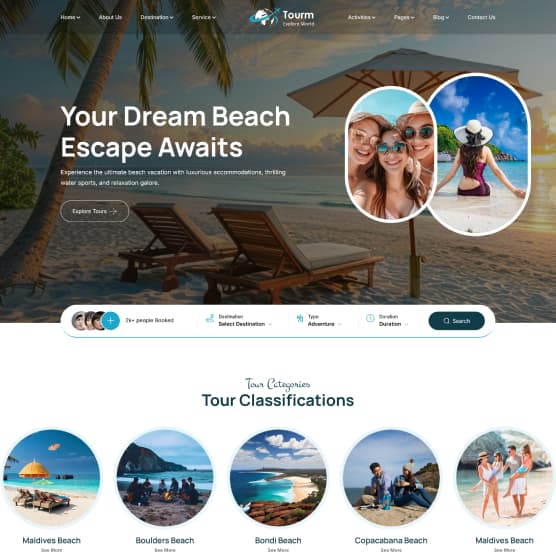 Home About Us Destination Service Tourm Activities Pages Blog Contact Us
Explore World
Your Dream Beach
Escape Awaits
Experience the ultimate beach vacation with luxurious accommodations, thrilling
water sports, and relaxation galore.
Explore Tours
2k+ people Booked
Destination
Select Destination
Type
Adventure
Duration
Duration
Search
Tour Categories
Tour Classifications
Maldives Beach
See More
Boulders Beach
See More
Bondi Beach
See More
Copacabana Beach
See More
Maldives Beach
See More